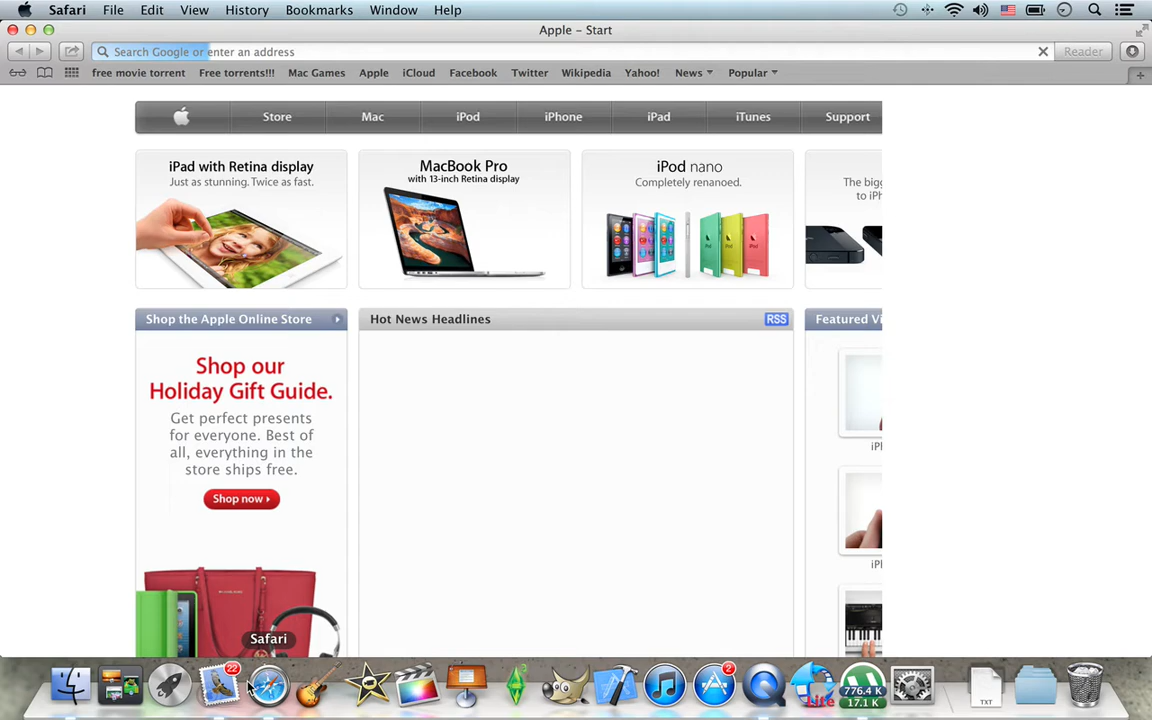 Safari File Edit View History Bookmarks Window Help
Apple – Start
Search Google or enter an address
Reader
free movie torrent Free torrents!!! Mac Games Apple iCloud Facebook Twitter Wikipedia Yahoo! News Popular
Store Mac iPod iPhone iPad iTunes Support
iPad with Retina display
Just as stunning. Twice as fast.
MacBook Pro
with 13-inch Retina display
iPod nano
Completely renanoed.
The bigg
to iPh
Shop the Apple Online Store
Hot News Headlines
RSS
Featured Vi
Shop our
Holiday Gift Guide.
Get perfect presents
for everyone. Best of
all, everything in the
store ships free.
Shop now
iPl
iPl
Safari
22
2
Lite
776.4 K
17.1 K
TXT